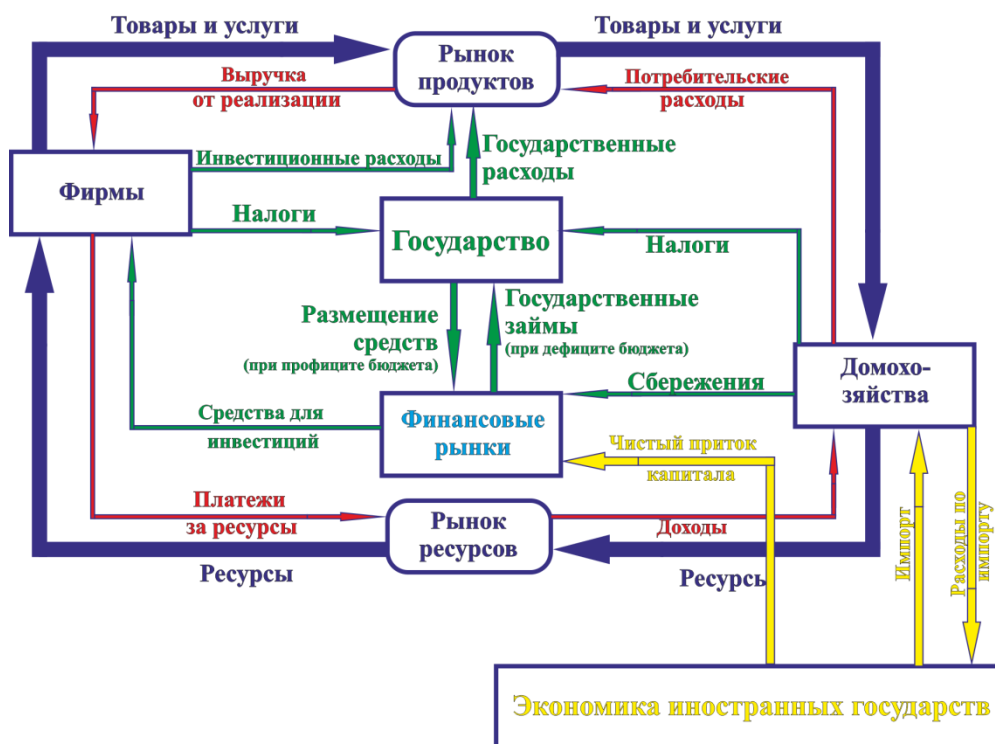 Товары и услуги
Товары и услуги
Рынок
продуктов
Выручка
от реализации
Потребительские
расходы
Инвестиционные расходы
Государственные
расходы
Фирмы
Налоги
Государство
Налоги
Размещение
средств
(при профиците бюджета)
Государственные
займы
(при дефиците бюджета)
Домохо-
зяйства
Сбережения
Средства для
инвестиций
Финансовые
рынки
Чистый приток
капитала
Платежи
за ресурсы
Рынок
ресурсов
Доходы
Импорт
Расходы по
импорту
Ресурсы
Ресурсы
Экономика иностранных государств